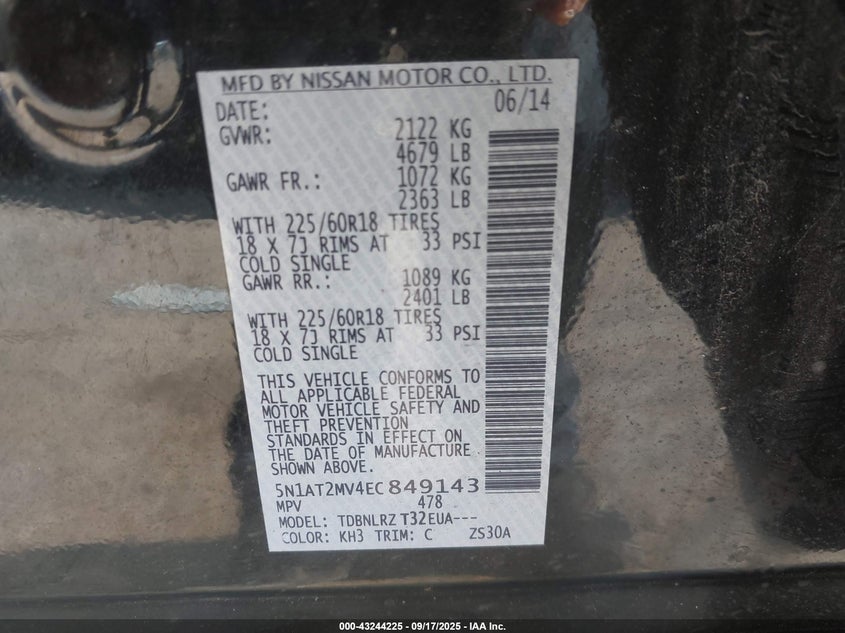 MFD BY NISSAN MOTOR CO., LTD.
DATE: 06/14
GVWR: 2122 KG
4679 LB
GAWR FR.: 1072 KG
2363 LB
WITH 225/60R18 TIRES
18 X 7J RIMS AT 33 PSI
COLD SINGLE
GAWR RR.: 1089 KG
2401 LB
WITH 225/60R18 TIRES
18 X 7J RIMS AT 33 PSI
COLD SINGLE
THIS VEHICLE CONFORMS TO
ALL APPLICABLE FEDERAL
MOTOR VEHICLE SAFETY AND
THEFT PREVENTION
STANDARDS IN EFFECT ON
THE DATE OF MANUFACTURE
SHOWN ABOVE.
5N1AT2MV4EC849143
MPV 478
MODEL: TDBNLRZ T32EUA---
COLOR: KH3 TRIM: C ZS30A
000-43244225 - 09/17/2025 - IAA Inc.